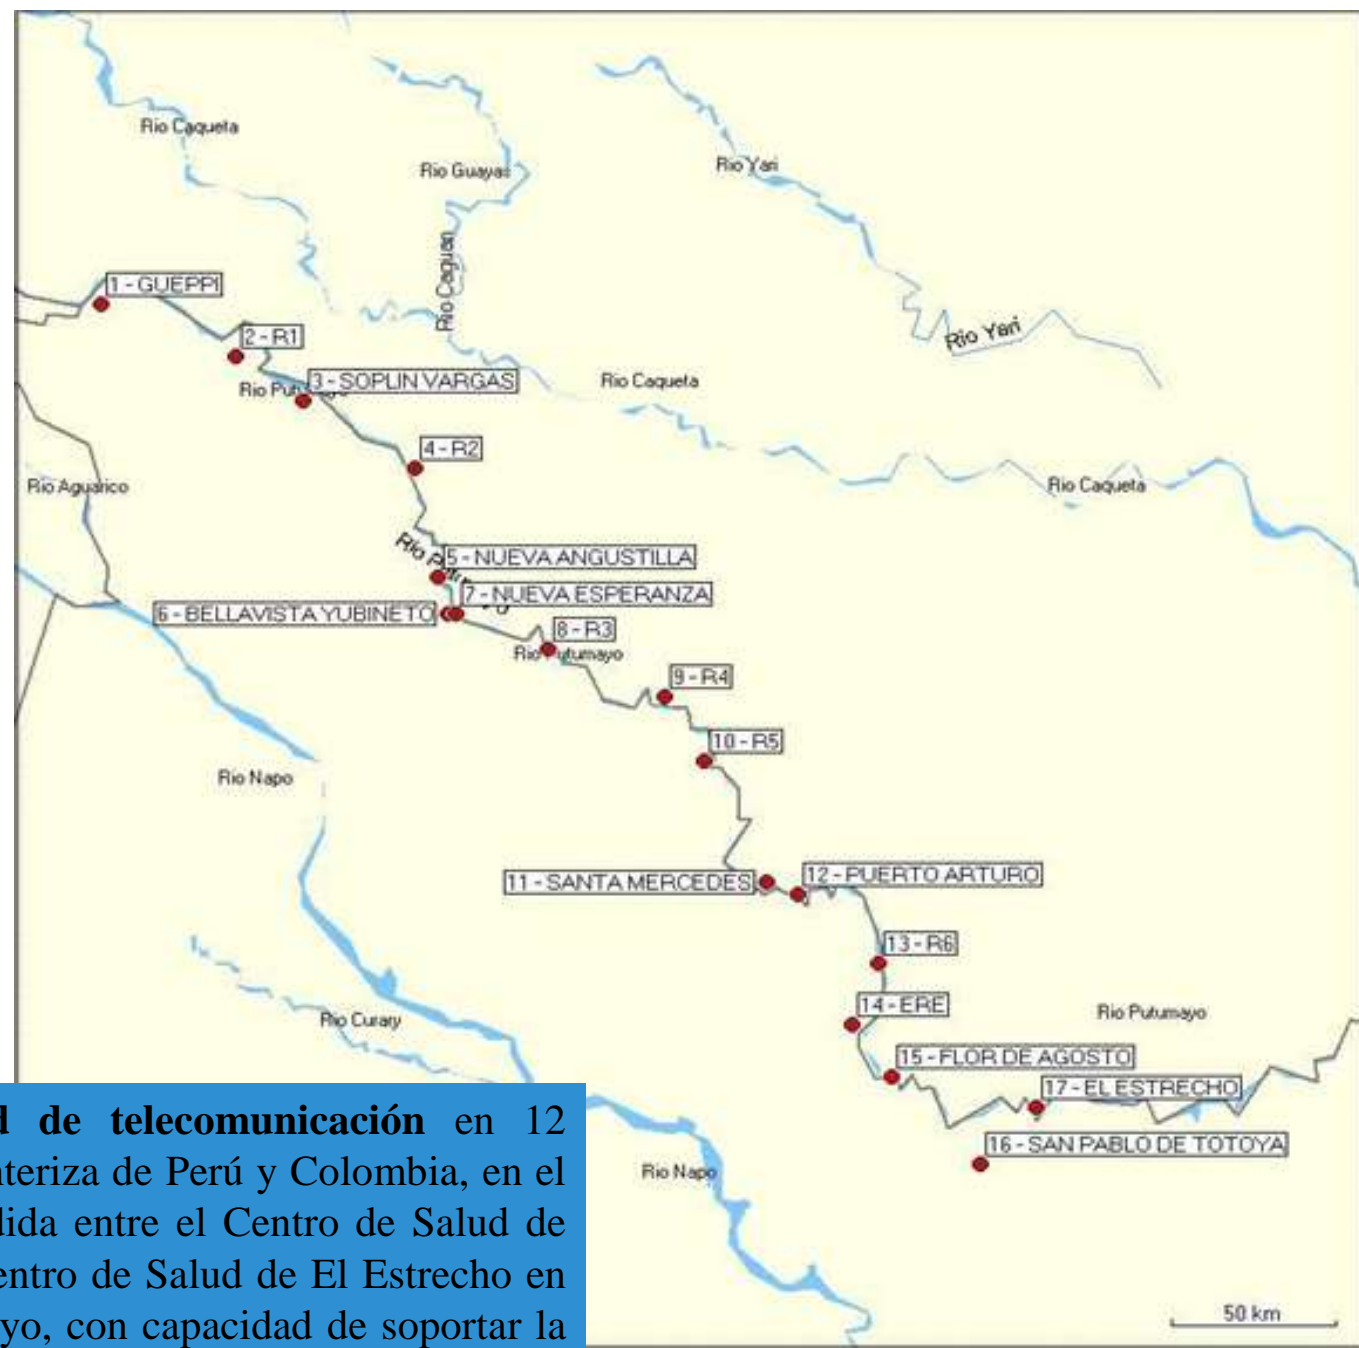 Rio Caqueta
Rio Guayas
Rio Yari
Rio Caguan
1 - GUEPPI
2 - R1
Rio Yari
3 - SOPLIN VARGAS
Rio Caqueta
4 - R2
Rio Aguarico
Rio Caqueta
5 - NUEVA ANGUSTILLA
7 - NUEVA ESPERANZA
6 - BELLAVISTA YUBINETO
8 - R3
Rio Putumayo
9 - R4
10 - R5
Rio Napo
12 - PUERTO ARTURO
11 - SANTA MERCEDES
13 - R6
14 - ERE
Rio Putumayo
Rio Curary
15 - FLOR DE AGOSTO
17 - EL ESTRECHO
16 - SAN PABLO DE TOTOYA
Rio Napo
50 km
d de telecomunicación en 12
nteriza de Perú y Colombia, en el
dida entre el Centro de Salud de
entro de Salud de El Estrecho en
yo, con capacidad de soportar la